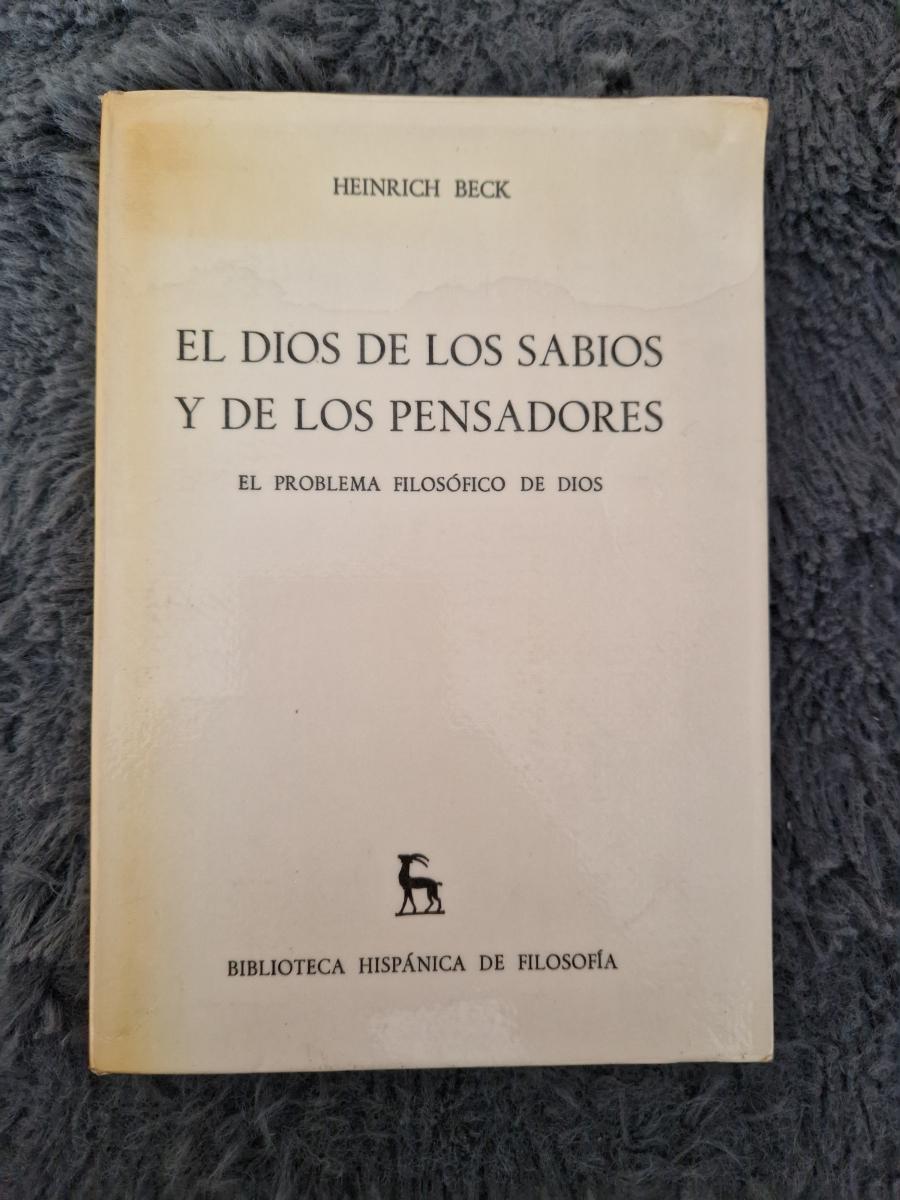 HEINRICH BECK
EL DIOS DE LOS SABIOS
Y DE LOS PENSADORES
EL PROBLEMA FILOSÓFICO DE DIOS
BIBLIOTECA HISPÁNICA DE FILOSOFÍA